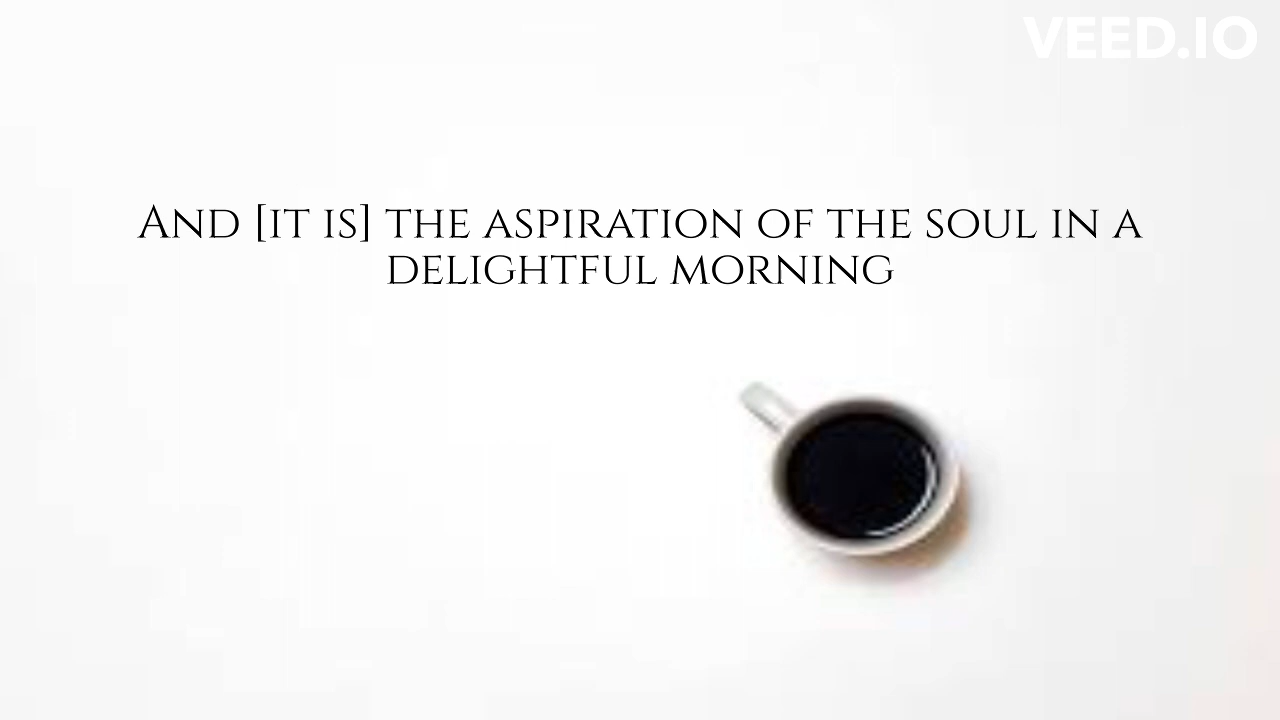 VEED.IO
And [it is] the aspiration of the soul in a
delightful morning